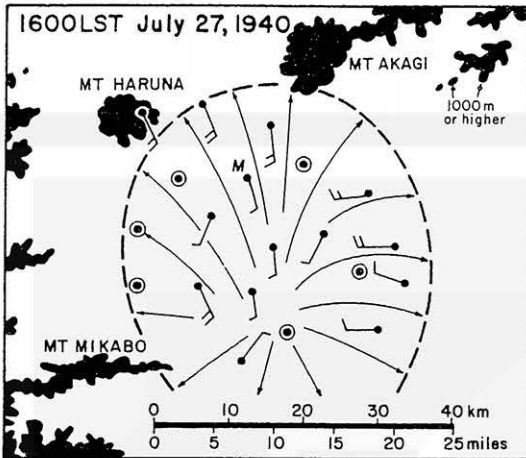 1600LST July 27, 1940
MT AKAGI
MT HARUNA
1000 m
or higher
M
MT MIKABO
0 10 20 30 40 km
0 5 10 15 20 25 miles